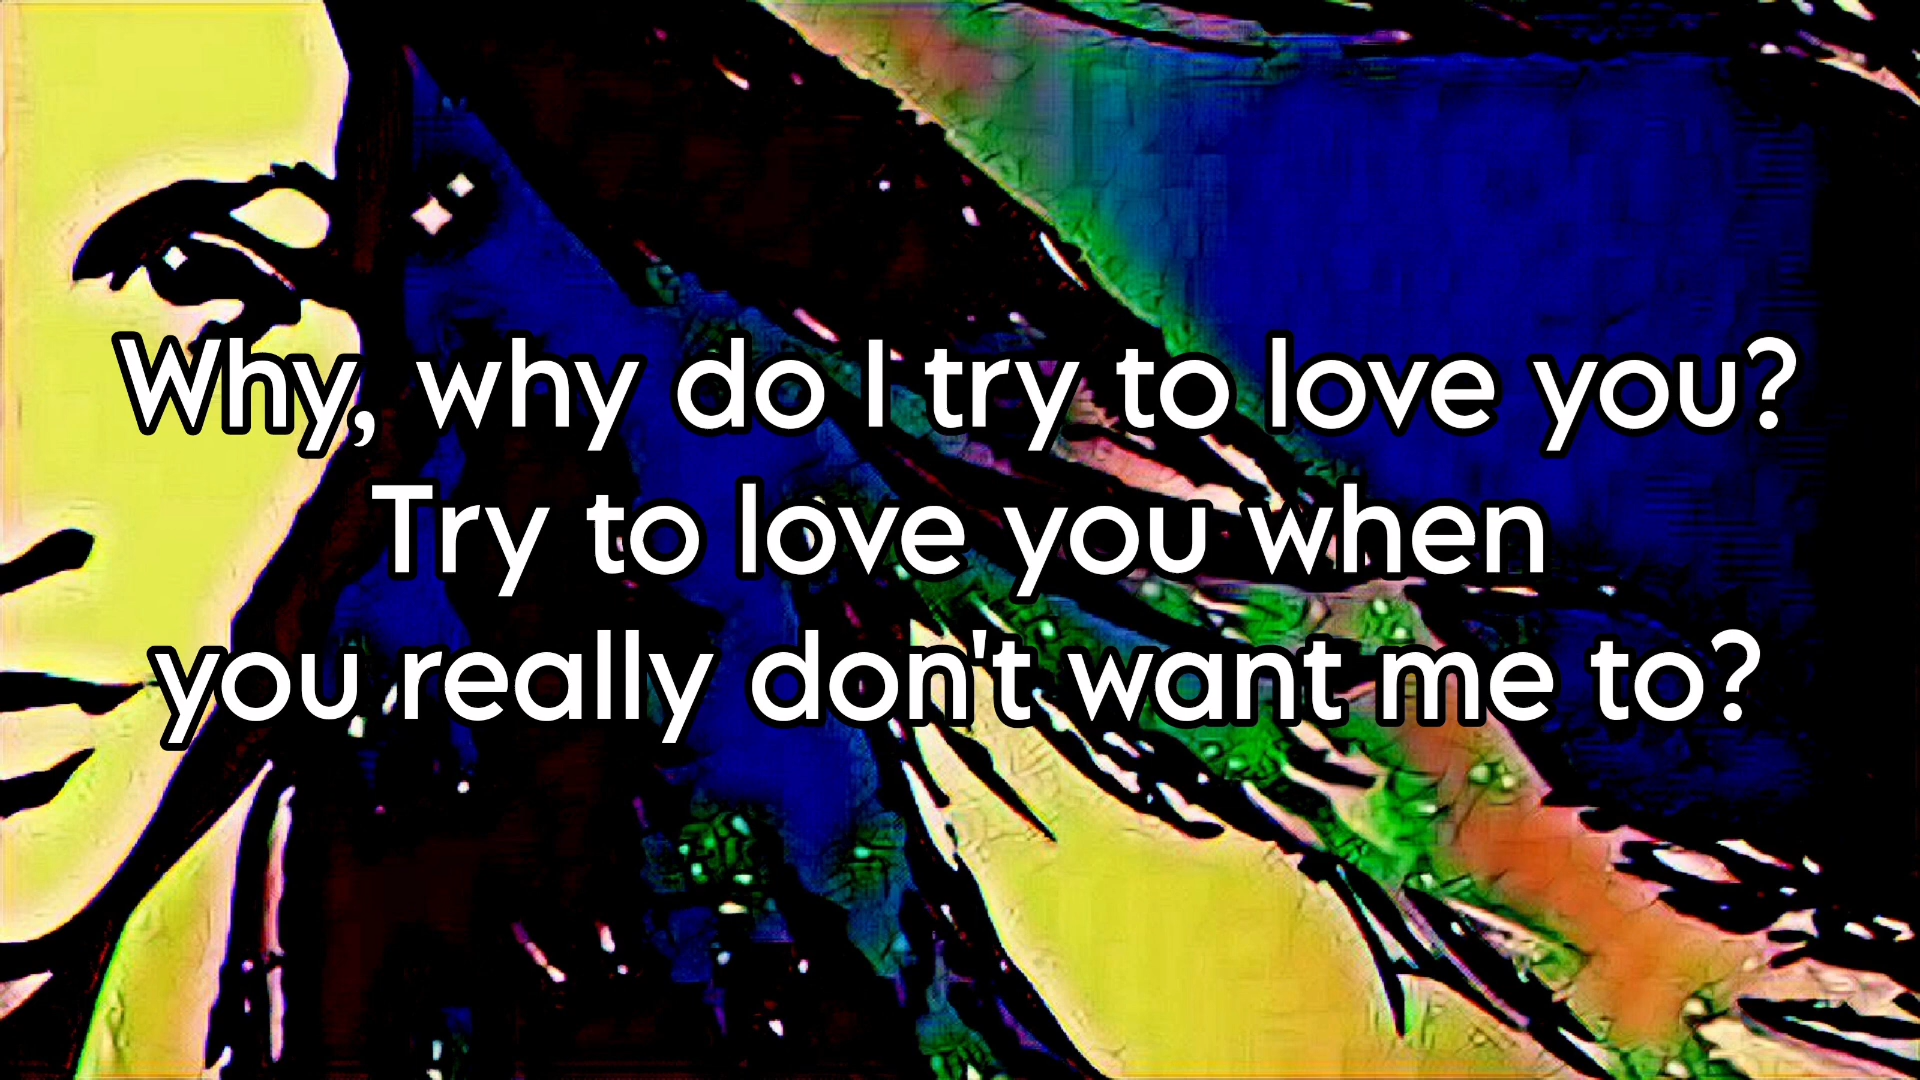 Why, why do I try to love you?
Try to love you when
you really don't want me to?